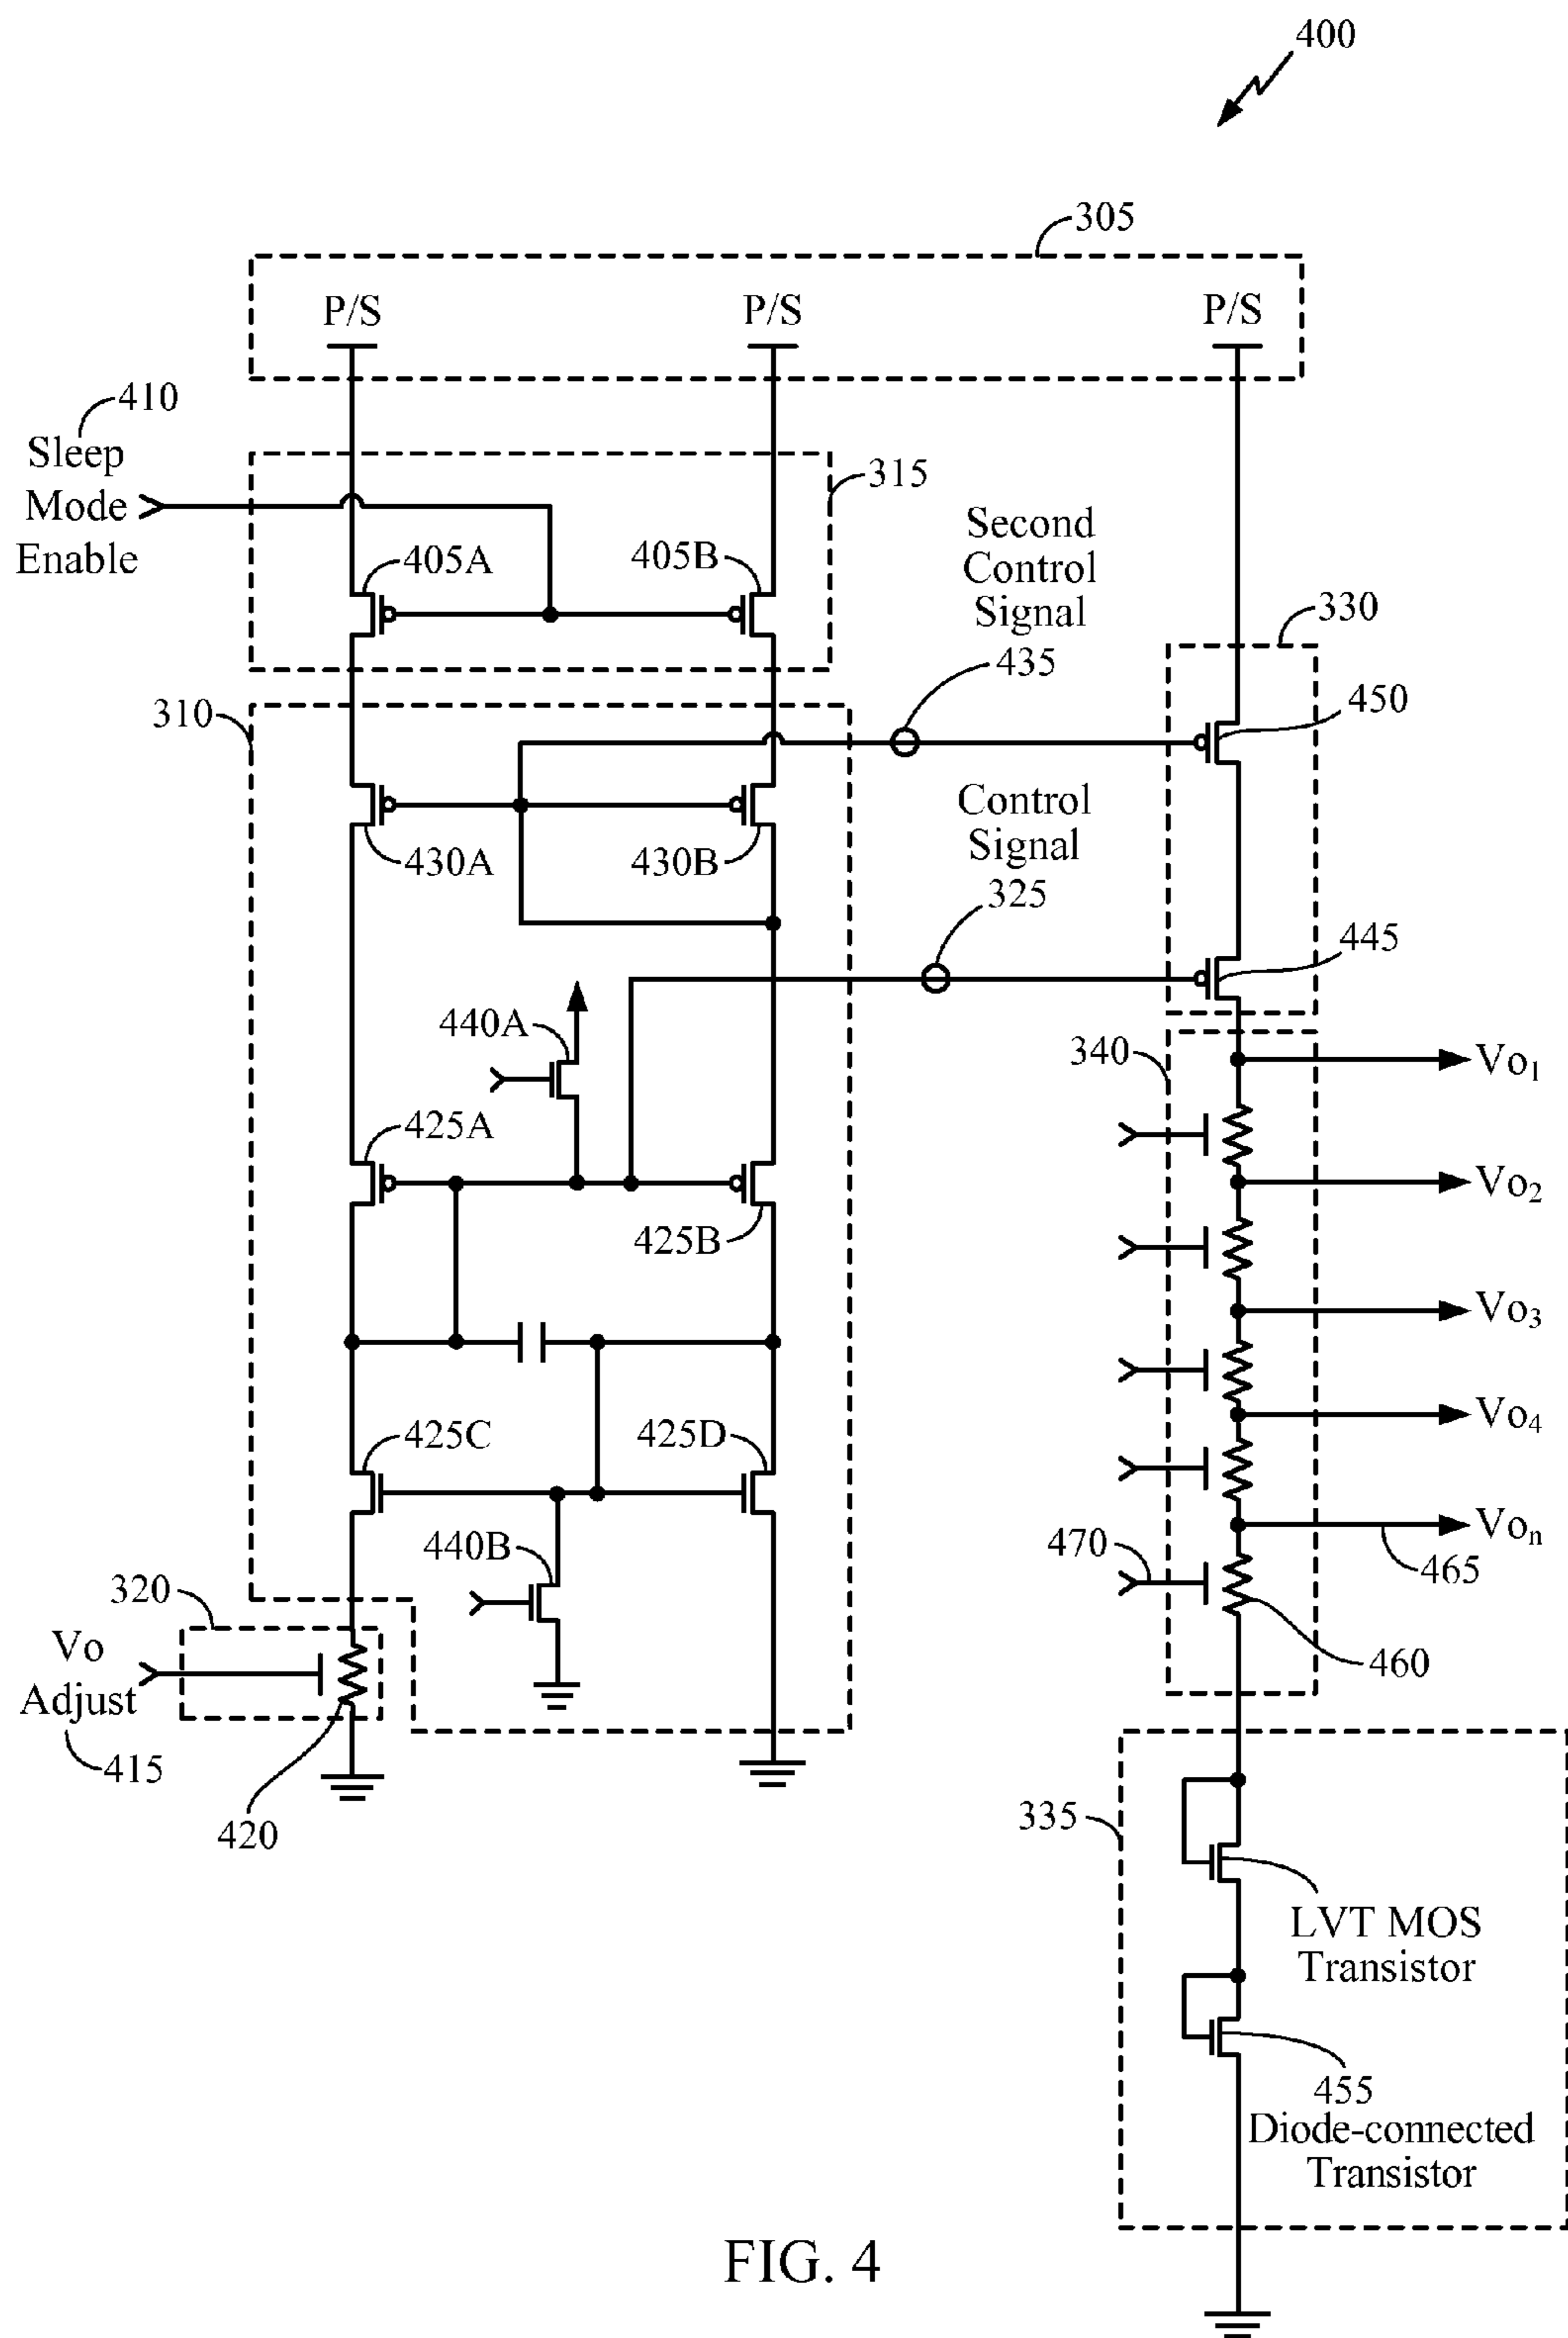 400
305
P/S
P/S
P/S
410
Sleep
Mode
Enable
315
405A
405B
Second
Control
Signal
435
330
450
310
430A
430B
Control
Signal
325
445
440A
340
Vo1
425A
Vo2
425B
Vo3
425C
425D
Vo4
440B
470
Von
465
320
Vo
Adjust
415
420
460
335
LVT MOS
Transistor
455
Diode-connected
Transistor
FIG. 4